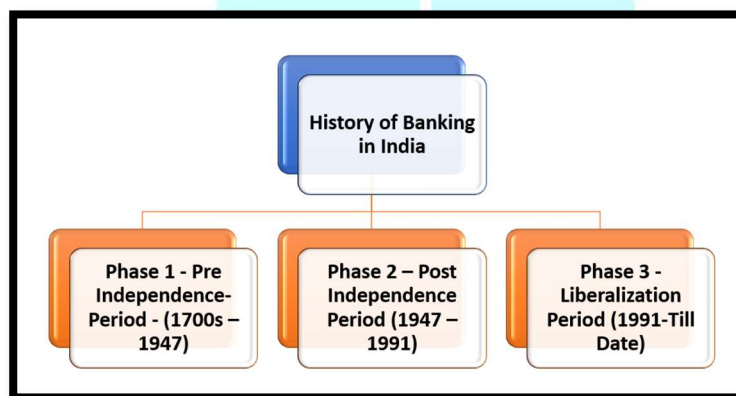 History of Banking
in India
Phase 1 - Pre
Independence-
Period - (1700s –
1947)
Phase 2 – Post
Independence
Period (1947 –
1991)
Phase 3 -
Liberalization
Period (1991-Till
Date)